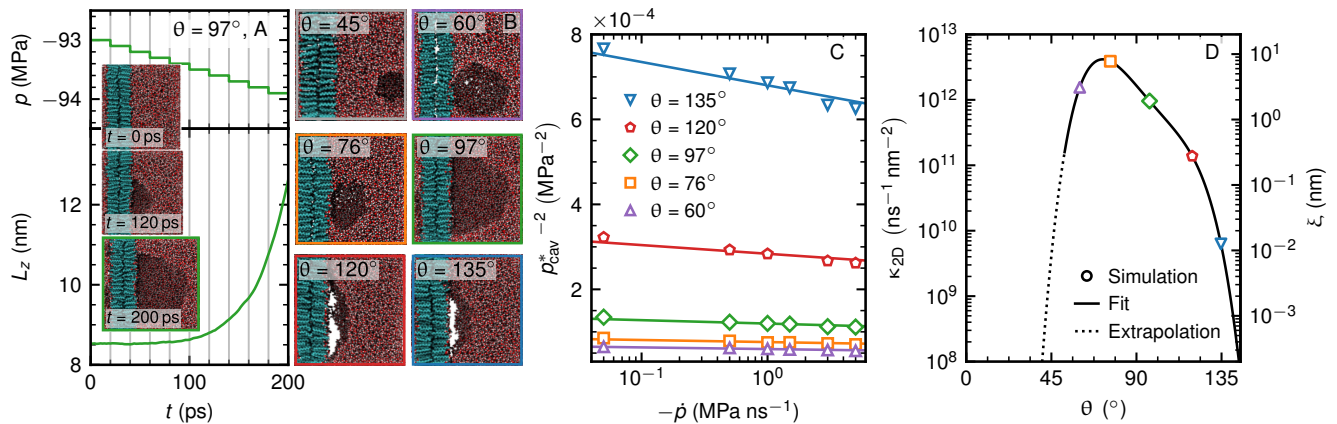 θ = 97°, A
p (MPa)
−93
−94
t = 0 ps
t = 120 ps
t = 200 ps
L_z (nm)
12
10
8
0
100
200
t (ps)
θ = 45°
θ = 60° B
θ = 76°
θ = 97°
θ = 120°
θ = 135°
×10⁻⁴
C
p*_cav⁻² (MPa⁻²)
8
6
4
2
θ = 135°
θ = 120°
θ = 97°
θ = 76°
θ = 60°
10⁻¹
10⁰
−ṗ (MPa ns⁻¹)
D
κ₂D (ns⁻¹ nm⁻²)
10¹³
10¹²
10¹¹
10¹⁰
10⁹
10⁸
Simulation
Fit
Extrapolation
0
45
90
135
θ (°)
10¹
10⁰
10⁻¹
10⁻²
10⁻³
ξ (nm)